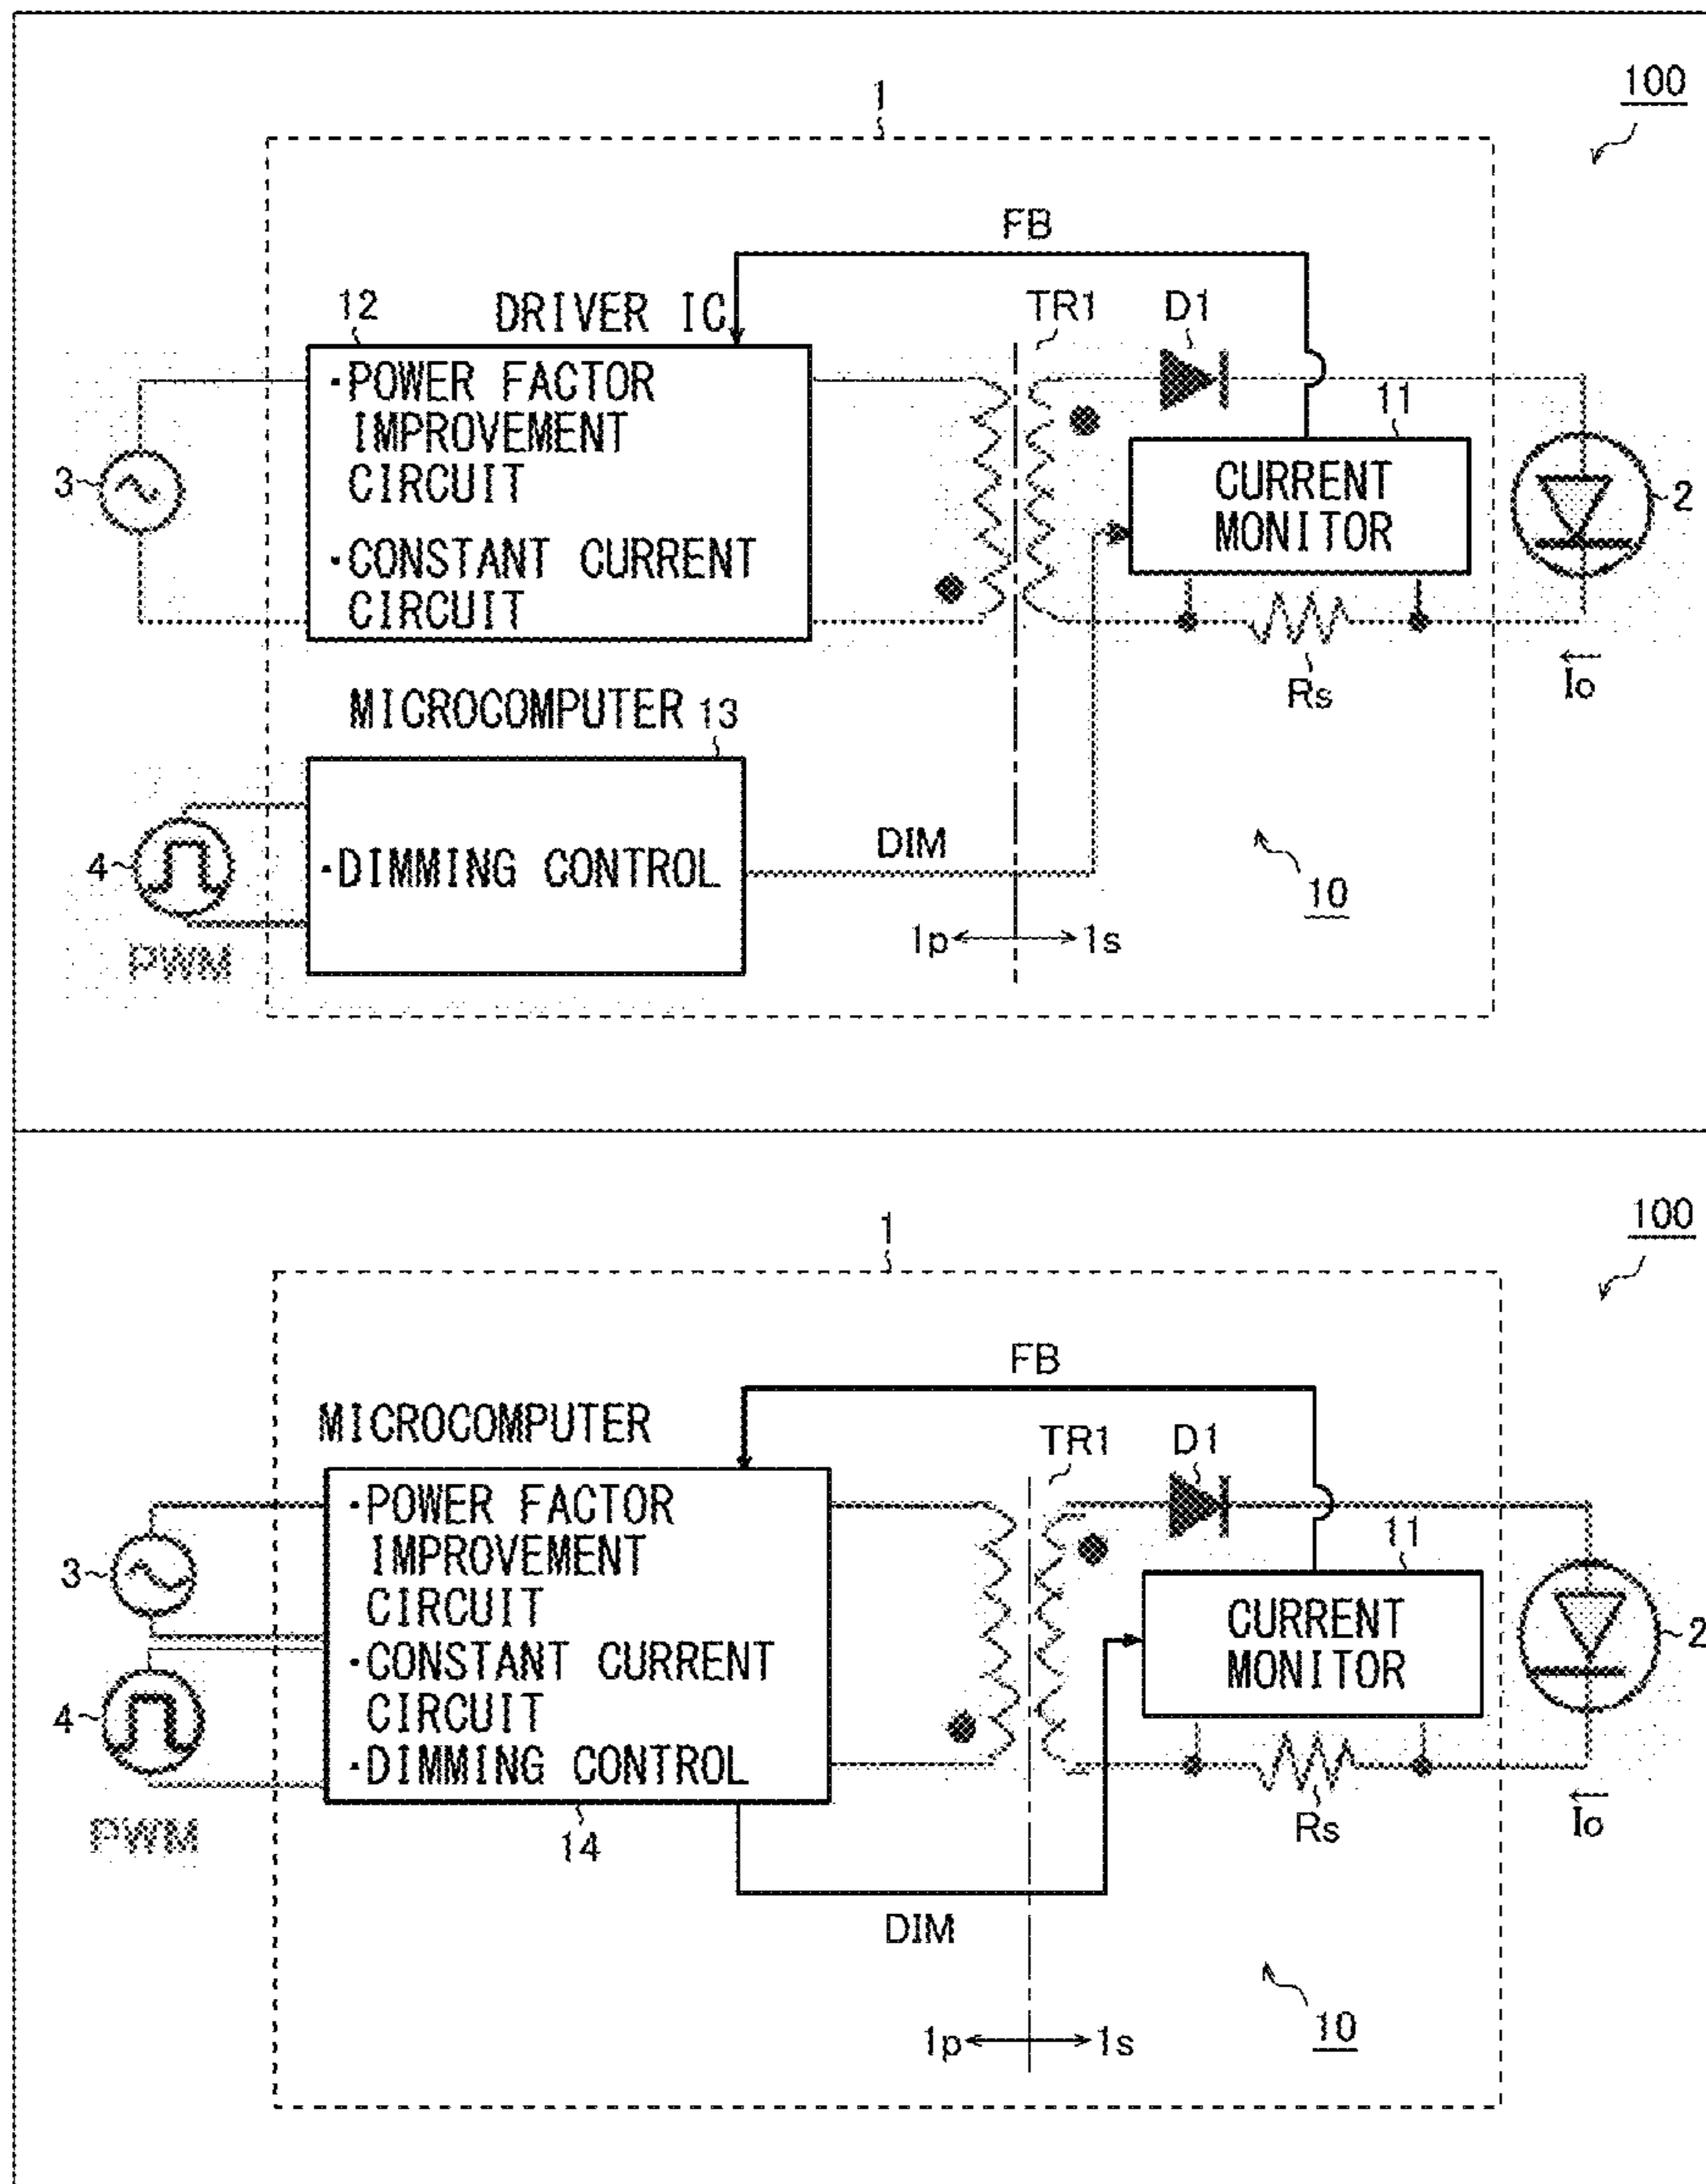 100
1
FB
12
DRIVER IC
TR1
D1
·POWER FACTOR
IMPROVEMENT
CIRCUIT
·CONSTANT CURRENT
CIRCUIT
3
11
CURRENT
MONITOR
2
Rs
Io
MICROCOMPUTER 13
4
·DIMMING CONTROL
DIM
PWM
1p
1s
10
100
1
FB
MICROCOMPUTER
TR1
D1
·POWER FACTOR
IMPROVEMENT
CIRCUIT
·CONSTANT CURRENT
CIRCUIT
·DIMMING CONTROL
3
11
CURRENT
MONITOR
2
4
PWM
14
Rs
Io
DIM
1p
1s
10